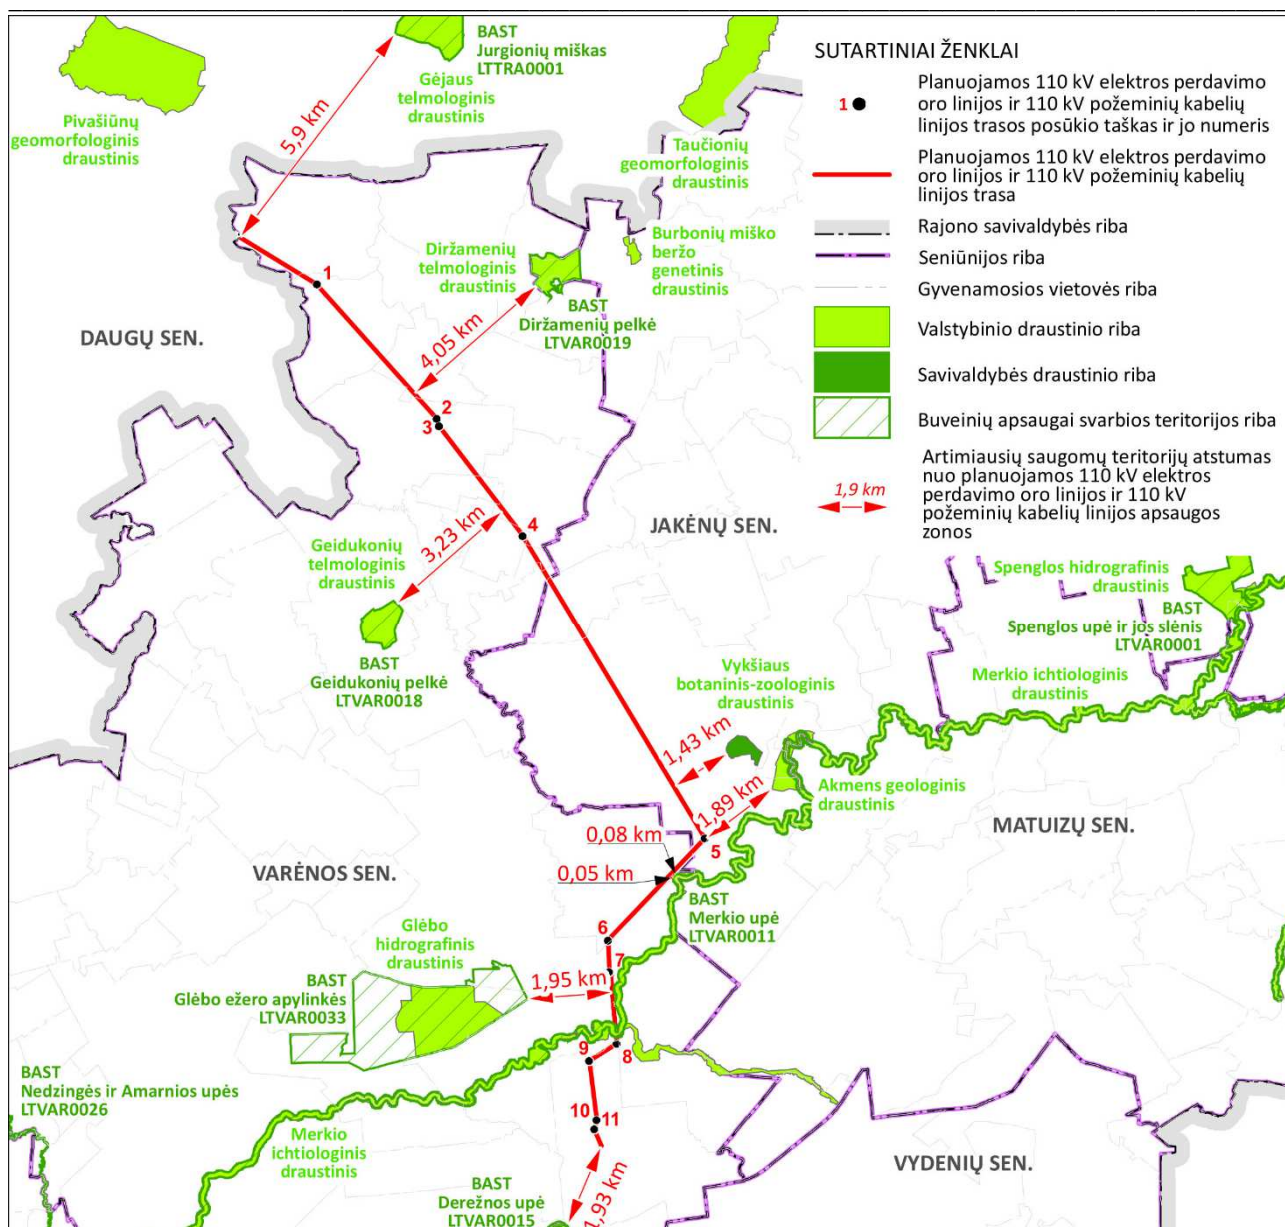 BAST
Jurgionių miškas
LTTRA0001
Gėjaus
telmologinis
draustinis
Pivašiūnų
geomorfologinis
draustinis
5,9 km
Taučionių
geomorfologinis
draustinis
SUTARTINIAI ŽENKLAI
1
Planuojamos 110 kV elektros perdavimo
oro linijos ir 110 kV požeminių kabelių
linijos trasos posūkio taškas ir jo numeris
Planuojamos 110 kV elektros perdavimo
oro linijos ir 110 kV požeminių kabelių
linijos trasa
Rajono savivaldybės riba
Seniūnijos riba
Gyvenamosios vietovės riba
Valstybinio draustinio riba
Savivaldybės draustinio riba
Buveinių apsaugai svarbios teritorijos riba
1,9 km
Artimiausių saugomų teritorijų atstumas
nuo planuojamos 110 kV elektros
perdavimo oro linijos ir 110 kV
požeminių kabelių linijos apsaugos
zonos
Diržamenių
telmologinis
draustinis
Burbonių miško
beržo
genetinis
draustinis
BAST
Diržamenių pelkė
LTVAR0019
DAUGŲ SEN.
1
4,05 km
2
3
4
3,23 km
JAKĖNŲ SEN.
Geidukonių
telmologinis
draustinis
BAST
Geidukonių pelkė
LTVAR0018
Spenglos hidrografinis
draustinis
BAST
Spenglos upė ir jos slėnis
LTVAR0001
Merkio ichtiologinis
draustinis
Vykšiaus
botaninis-zoologinis
draustinis
1,43 km
1,89 km
Akmens geologinis
draustinis
MATUIZŲ SEN.
0,08 km
0,05 km
5
VARĖNOS SEN.
BAST
Merkio upė
LTVAR0011
Glėbo
hidrografinis
draustinis
6
7
1,95 km
BAST
Glėbo ežero apylinkės
LTVAR0033
8
9
BAST
Nedzingės ir Amarnios upės
LTVAR0026
10
11
Merkio
ichtiologinis
draustinis
VYDENIŲ SEN.
BAST
Derežnos upė
LTVAR0015
1,93 km